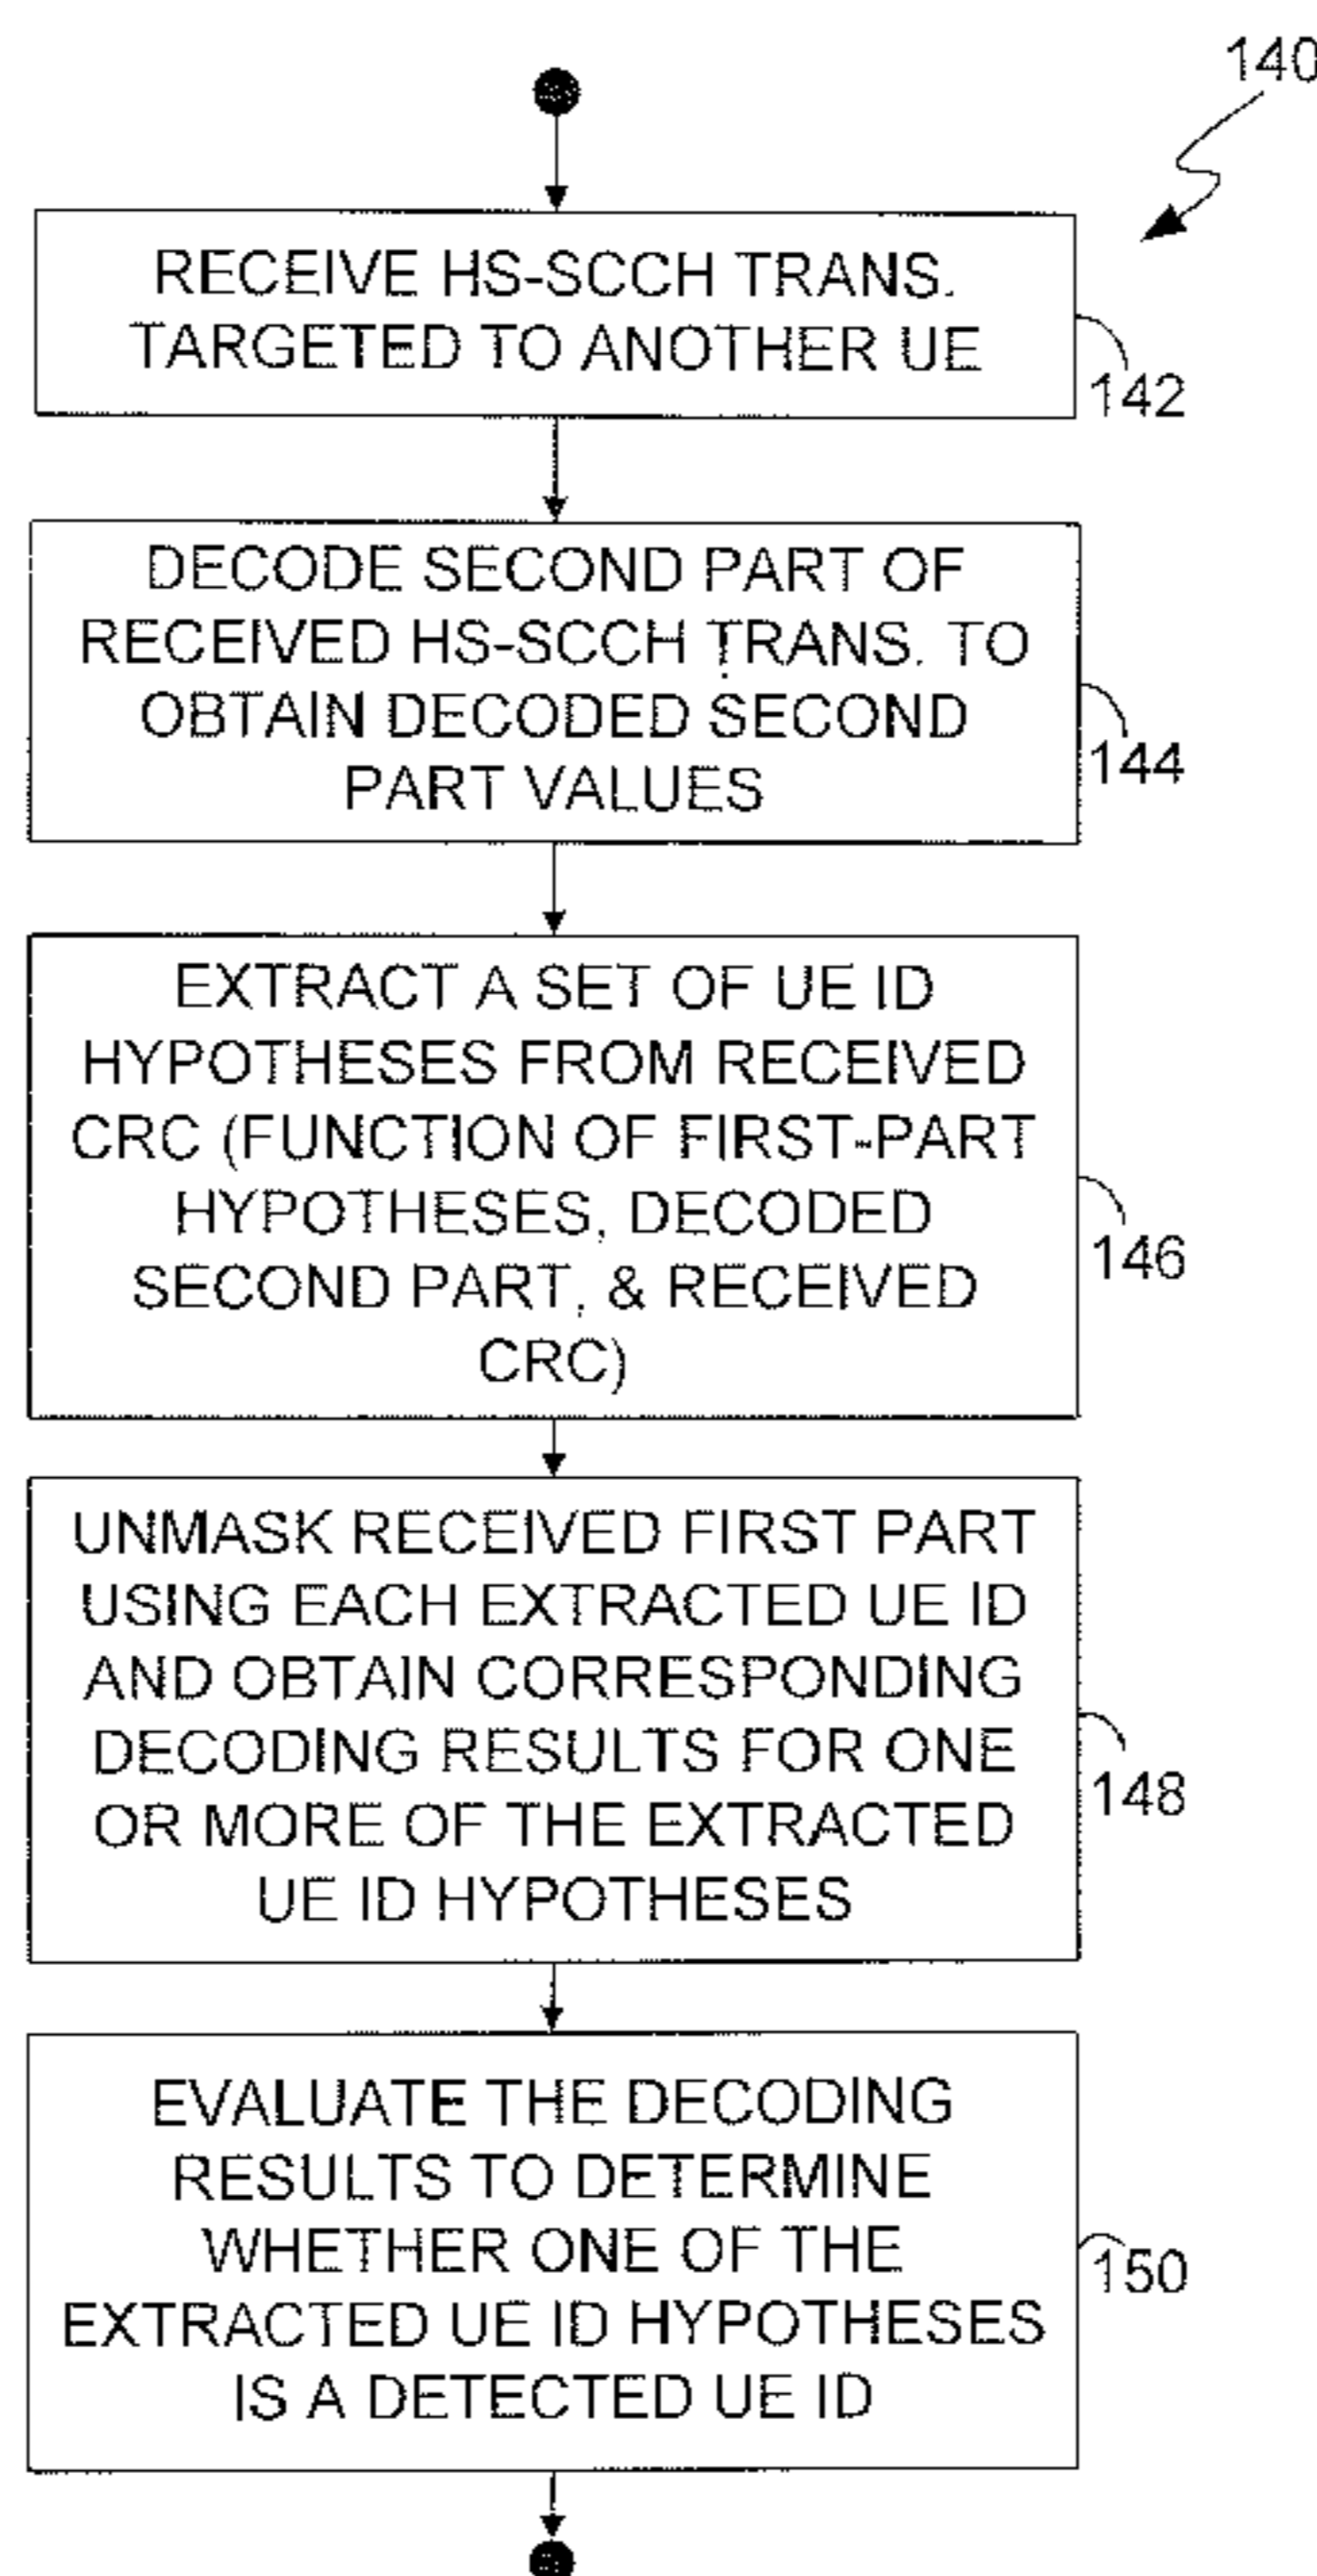 140
RECEIVE HS-SCCH TRANS.
TARGETED TO ANOTHER UE
142
DECODE SECOND PART OF
RECEIVED HS-SCCH TRANS. TO
OBTAIN DECODED SECOND
PART VALUES
144
EXTRACT A SET OF UE ID
HYPOTHESES FROM RECEIVED
CRC (FUNCTION OF FIRST-PART
HYPOTHESES, DECODED
SECOND PART, & RECEIVED
CRC)
146
UNMASK RECEIVED FIRST PART
USING EACH EXTRACTED UE ID
AND OBTAIN CORRESPONDING
DECODING RESULTS FOR ONE
OR MORE OF THE EXTRACTED
UE ID HYPOTHESES
148
EVALUATE THE DECODING
RESULTS TO DETERMINE
WHETHER ONE OF THE
EXTRACTED UE ID HYPOTHESES
IS A DETECTED UE ID
150